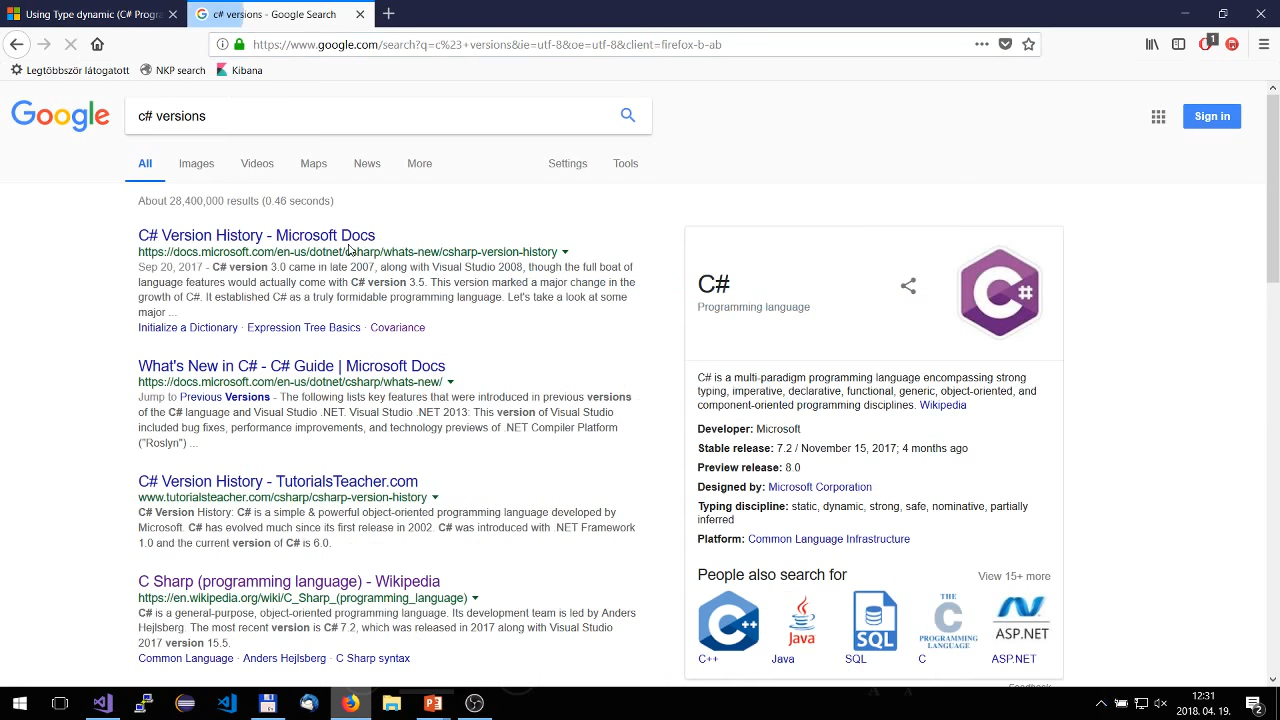 Using Type dynamic (C# Progra
c# versions - Google Search
https://www.google.com/search?q=c%23+versions&ie=utf-8&oe=utf-8&client=firefox-b-ab
1
Legtöbbször látogatott
NKP search
Kibana
Google
c# versions
Sign in
All
Images
Videos
Maps
News
More
Settings
Tools
About 28,400,000 results (0.46 seconds)
C# Version History - Microsoft Docs
https://docs.microsoft.com/en-us/dotnet/csharp/whats-new/csharp-version-history
Sep 20, 2017 - C# version 3.0 came in late 2007, along with Visual Studio 2008, though the full boat of
language features would actually come with C# version 3.5. This version marked a major change in the
growth of C#. It established C# as a truly formidable programming language. Let's take a look at some
major ...
Initialize a Dictionary · Expression Tree Basics · Covariance
What's New in C# - C# Guide | Microsoft Docs
https://docs.microsoft.com/en-us/dotnet/csharp/whats-new/
Jump to Previous Versions - The following lists key features that were introduced in previous versions
of the C# language and Visual Studio .NET. Visual Studio .NET 2013: This version of Visual Studio
included bug fixes, performance improvements, and technology previews of .NET Compiler Platform
("Roslyn") ...
C# Version History - TutorialsTeacher.com
www.tutorialsteacher.com/csharp/csharp-version-history
C# Version History: C# is a simple & powerful object-oriented programming language developed by
Microsoft. C# has evolved much since its first release in 2002. C# was introduced with .NET Framework
1.0 and the current version of C# is 6.0.
C Sharp (programming language) - Wikipedia
https://en.wikipedia.org/wiki/C_Sharp_(programming_language)
C# is a general-purpose, object-oriented programming language. Its development team is led by Anders
Hejlsberg. The most recent version is C# 7.2, which was released in 2017 along with Visual Studio
2017 version 15.5.
Common Language · Anders Hejlsberg · C Sharp syntax
C#
Programming language
C#
C# is a multi-paradigm programming language encompassing strong
typing, imperative, declarative, functional, generic, object-oriented, and
component-oriented programming disciplines. Wikipedia
Developer: Microsoft
Stable release: 7.2 / November 15, 2017; 4 months ago
Preview release: 8.0
Designed by: Microsoft Corporation
Typing discipline: static, dynamic, strong, safe, nominative, partially
inferred
Platform: Common Language Infrastructure
People also search for
View 15+ more
C++
Java
SQL
THE
C
PROGRAMMING
LANGUAGE
ASP.NET
C++
Java
SQL
C
ASP.NET
Feedback
12:31
2018. 04. 19.
2